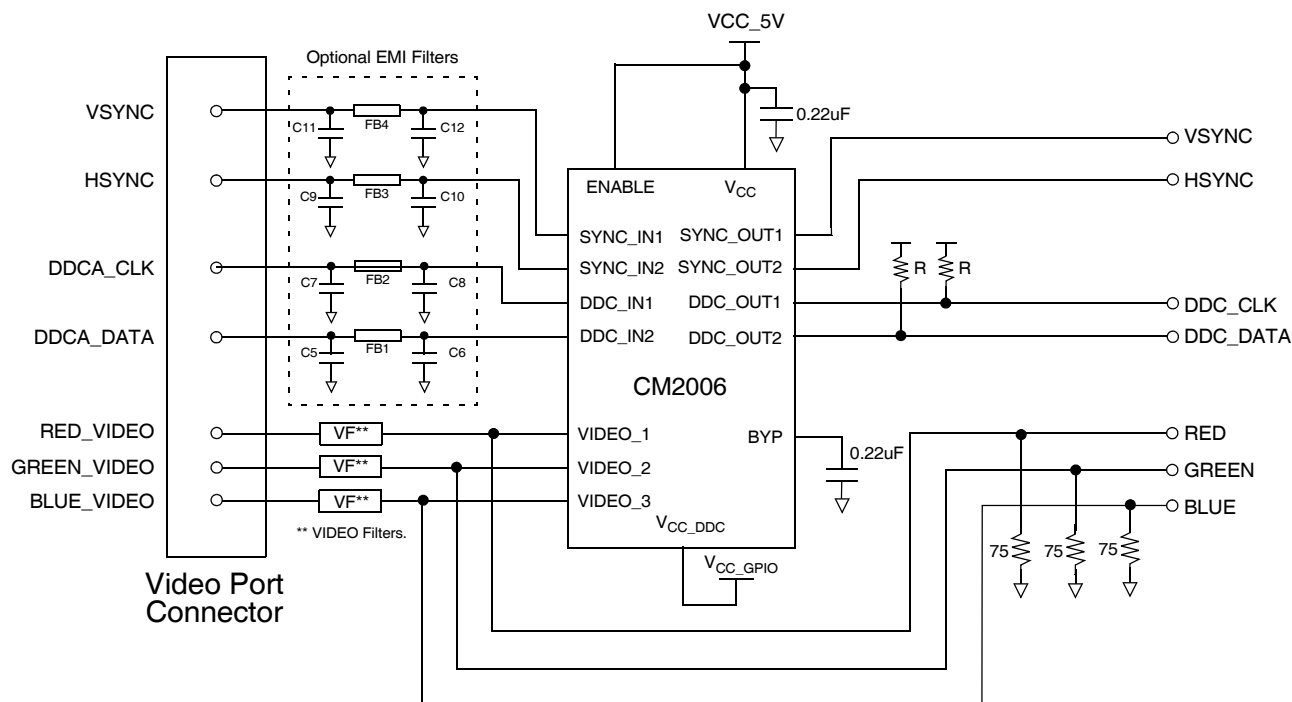 VCC_5V
Optional EMI Filters
VSYNC
C11
FB4
C12
0.22uF
VSYNC
HSYNC
C9
FB3
C10
ENABLE
VCC
HSYNC
SYNC_IN1
SYNC_OUT1
DDCA_CLK
C7
FB2
C8
SYNC_IN2
SYNC_OUT2
R
R
DDC_IN1
DDC_OUT1
DDC_CLK
DDCA_DATA
C5
FB1
C6
DDC_IN2
DDC_OUT2
DDC_DATA
CM2006
RED_VIDEO
VF**
VIDEO_1
BYP
0.22uF
RED
GREEN_VIDEO
VF**
VIDEO_2
GREEN
BLUE_VIDEO
VF**
VIDEO_3
BLUE
** VIDEO Filters.
VCC_DDC
75
75
75
VCC_GPIO
Video Port
Connector